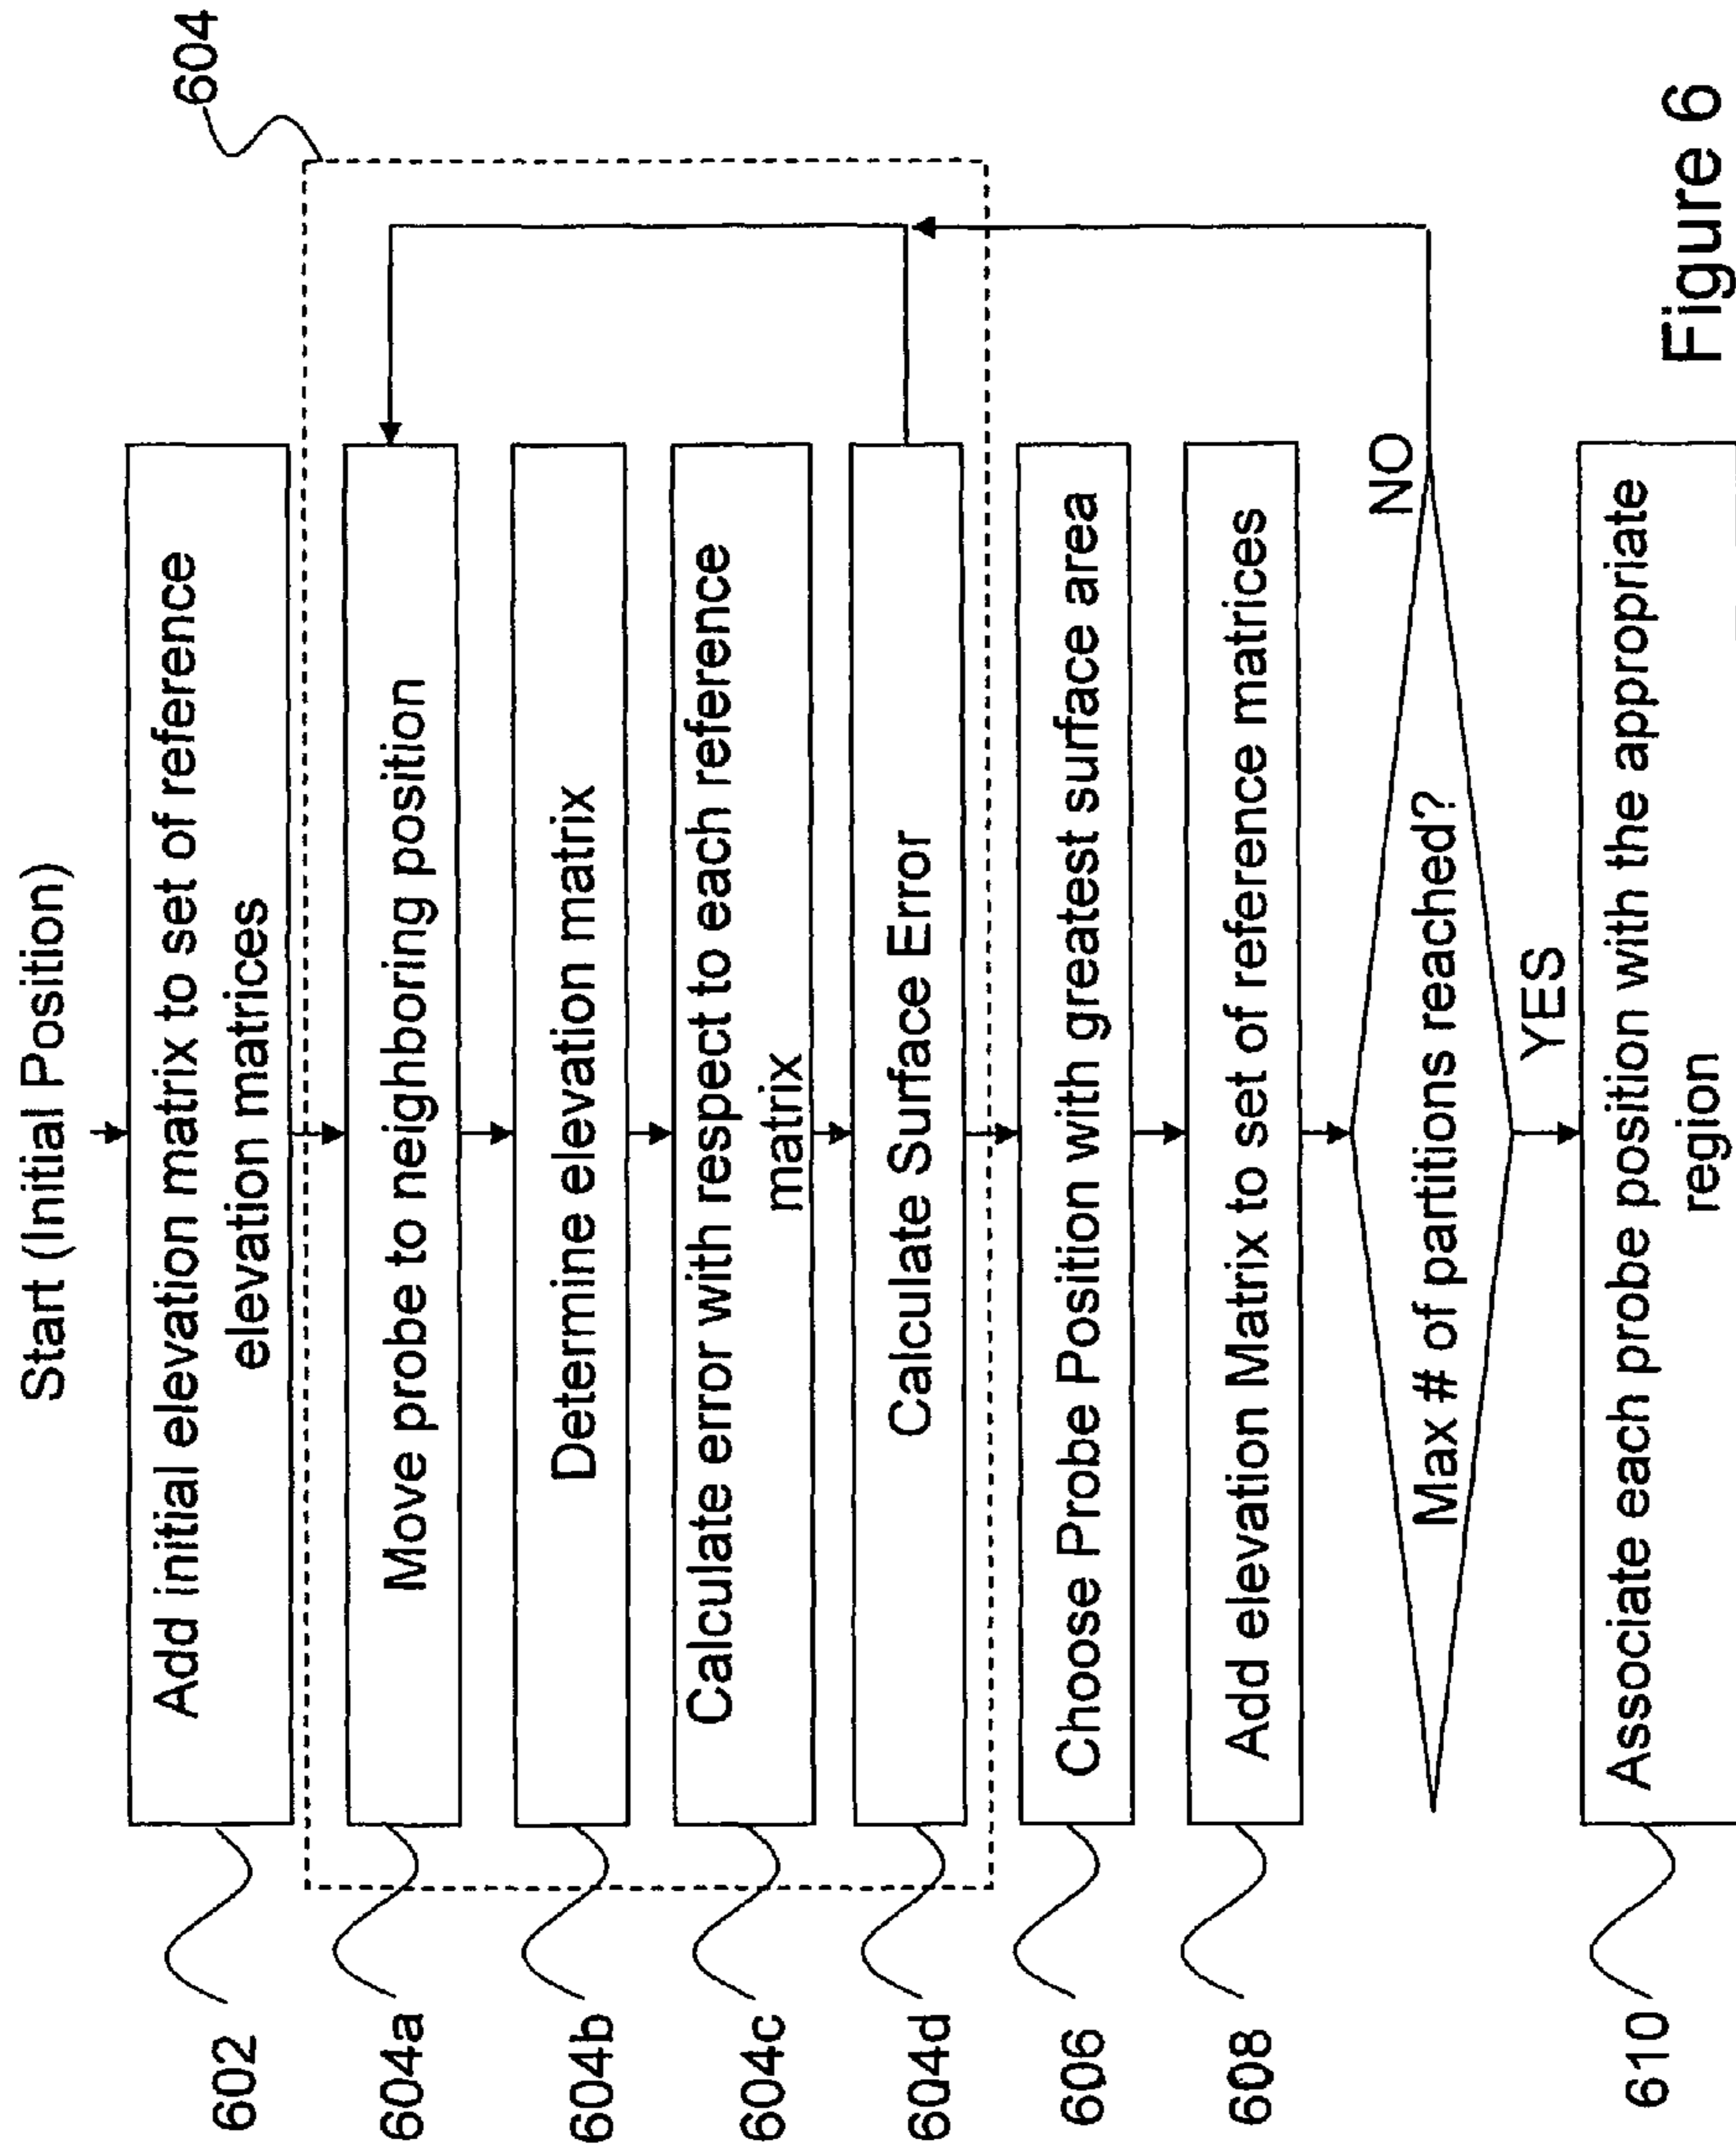 Start (Initial Position)
604
602
Add initial elevation matrix to set of reference
elevation matrices
604a
Move probe to neighboring position
604b
Determine elevation matrix
604c
Calculate error with respect to each reference
matrix
604d
Calculate Surface Error
606
Choose Probe Position with greatest surface area
608
Add elevation Matrix to set of reference matrices
Max # of partitions reached?
NO
YES
610
Associate each probe position with the appropriate
region
Figure 6